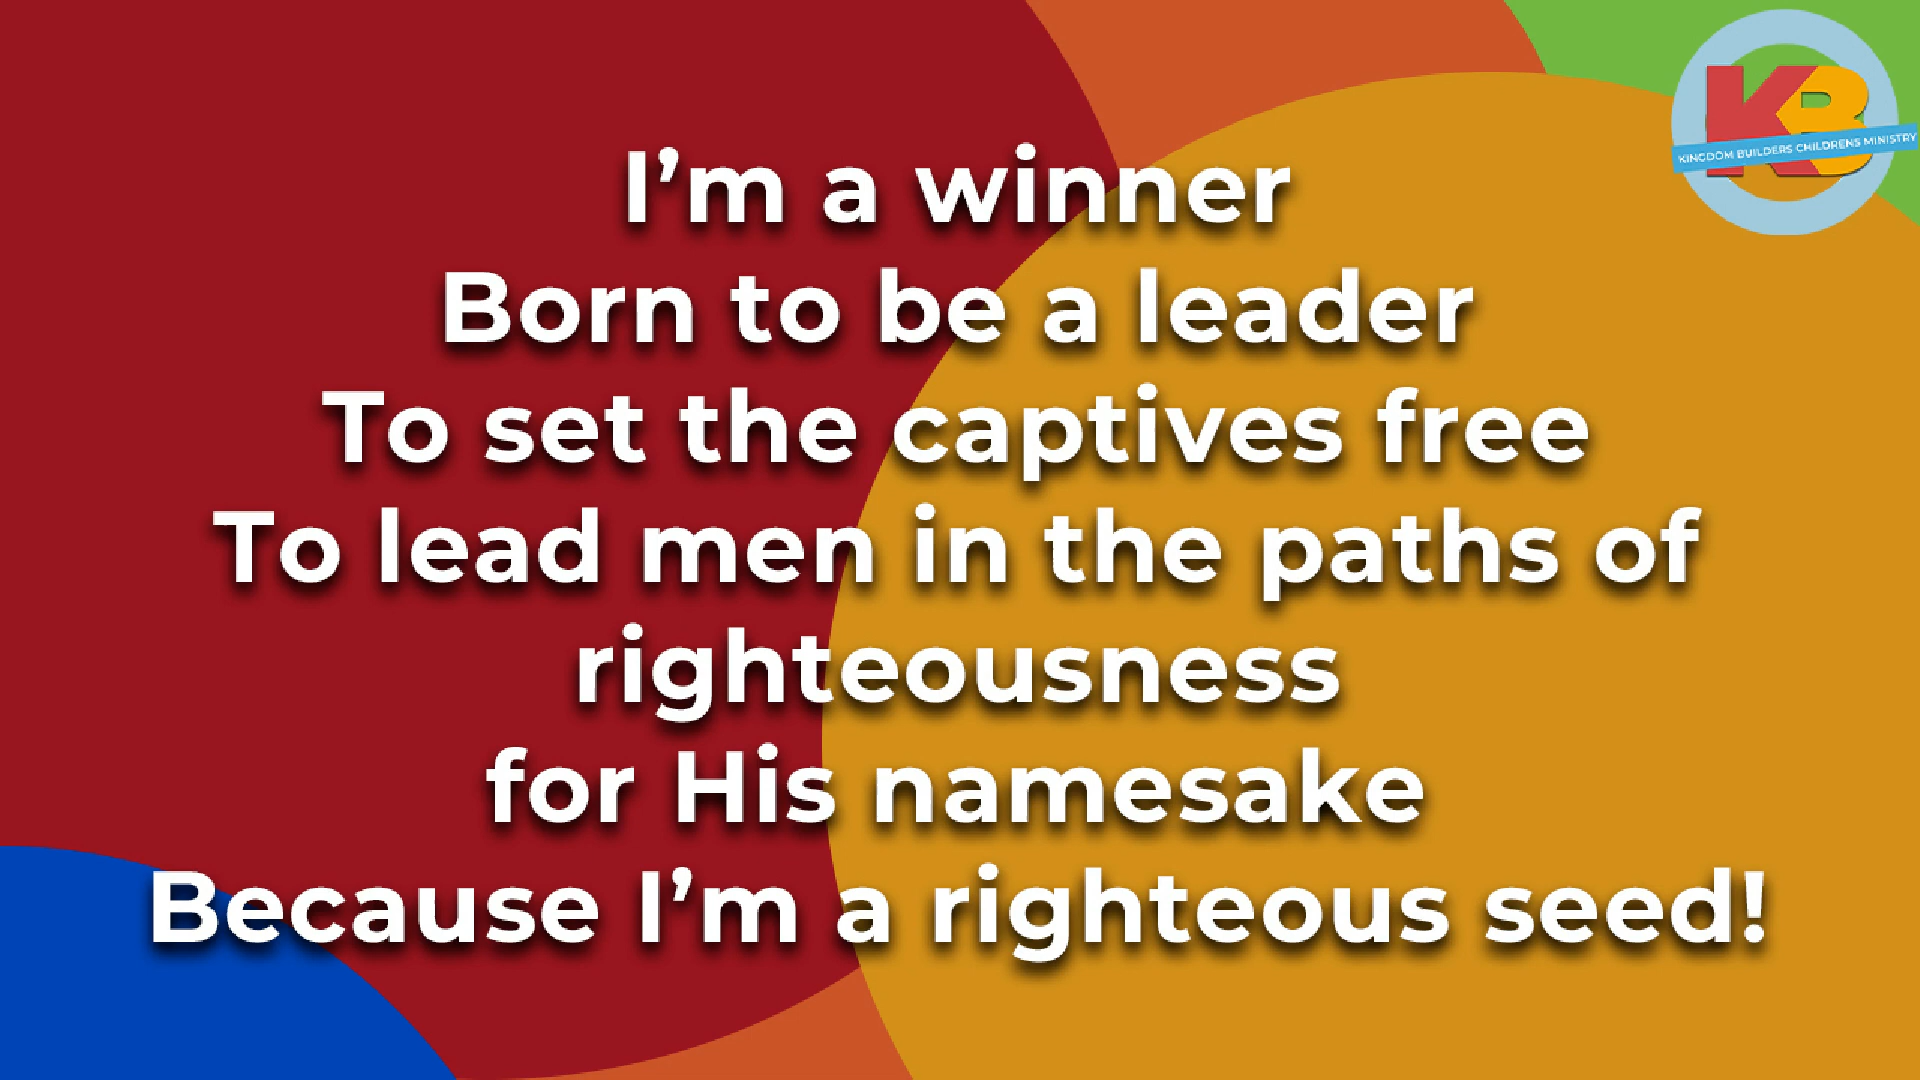 KB
KINGDOM BUILDERS CHILDRENS MINISTRY
I’m a winner
Born to be a leader
To set the captives free
To lead men in the paths of
righteousness
for His namesake
Because I’m a righteous seed!